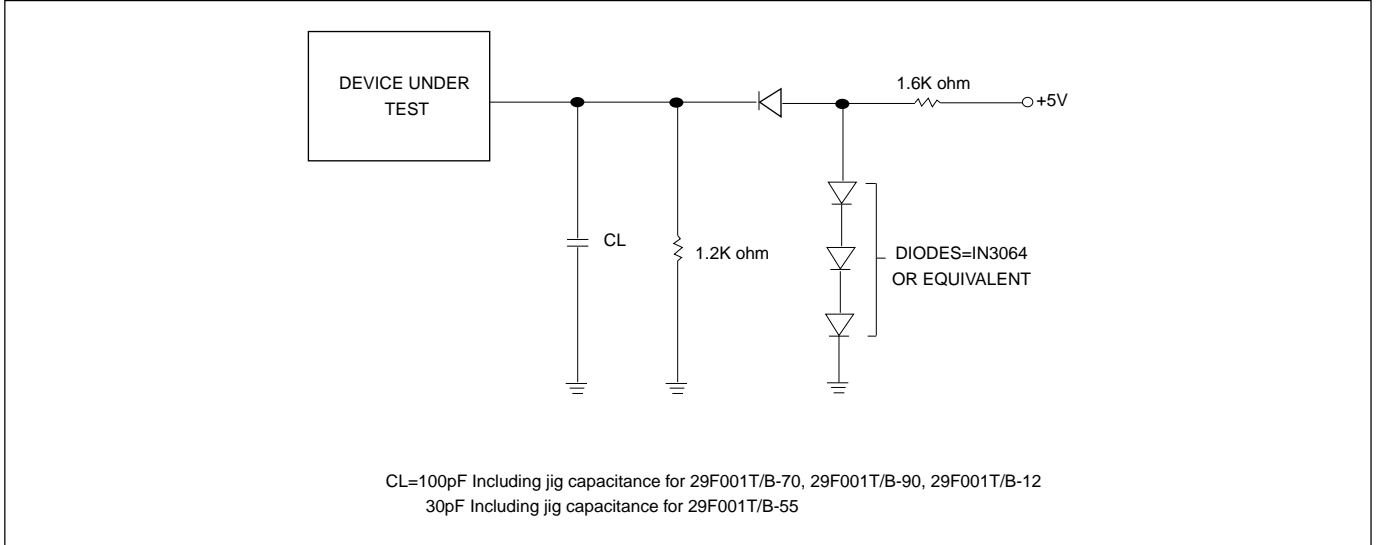 DEVICE UNDER
TEST
1.6K ohm
+5V
CL
1.2K ohm
DIODES=IN3064
OR EQUIVALENT
CL=100pF Including jig capacitance for 29F001T/B-70, 29F001T/B-90, 29F001T/B-12
30pF Including jig capacitance for 29F001T/B-55